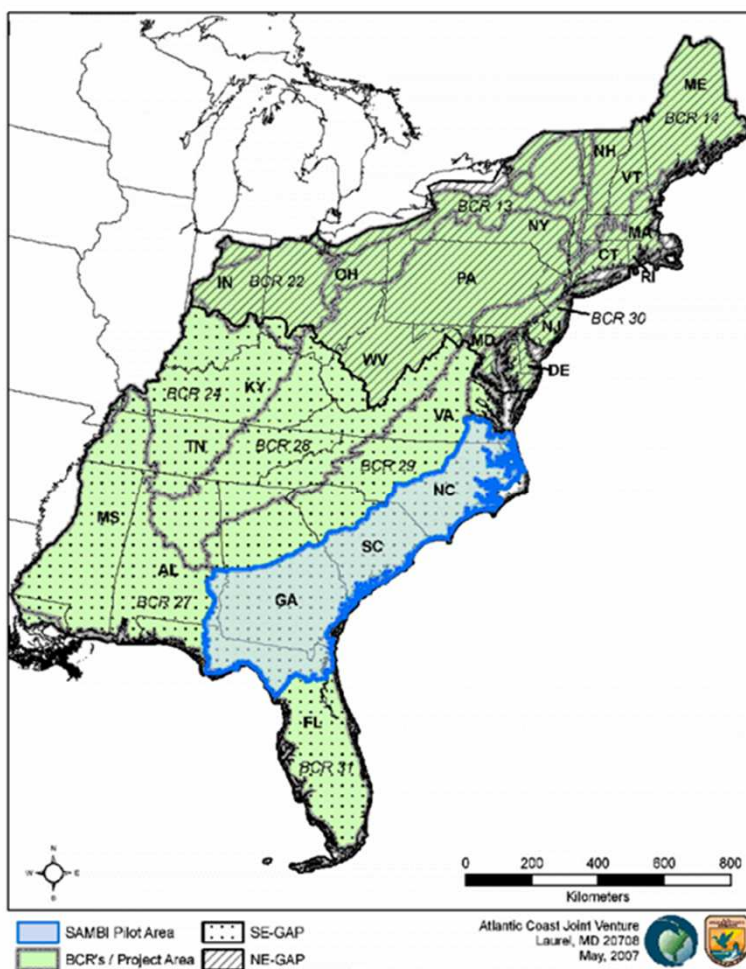 ME
BCR 14
NH
VT
BCR 13
NY
MA
CT
RI
IN
BCR 22
OH
PA
NJ
BCR 30
MD
WV
DE
KY
BCR 24
VA
TN
BCR 28
BCR 29
NC
MS
SC
AL
GA
BCR 27
FL
BCR 31
N
W E
S
0 200 400 600 800
Kilometers
SAMBI Pilot Area
SE-GAP
BCR's / Project Area
NE-GAP
Atlantic Coast Joint Venture
Laurel, MD 20708
May, 2007